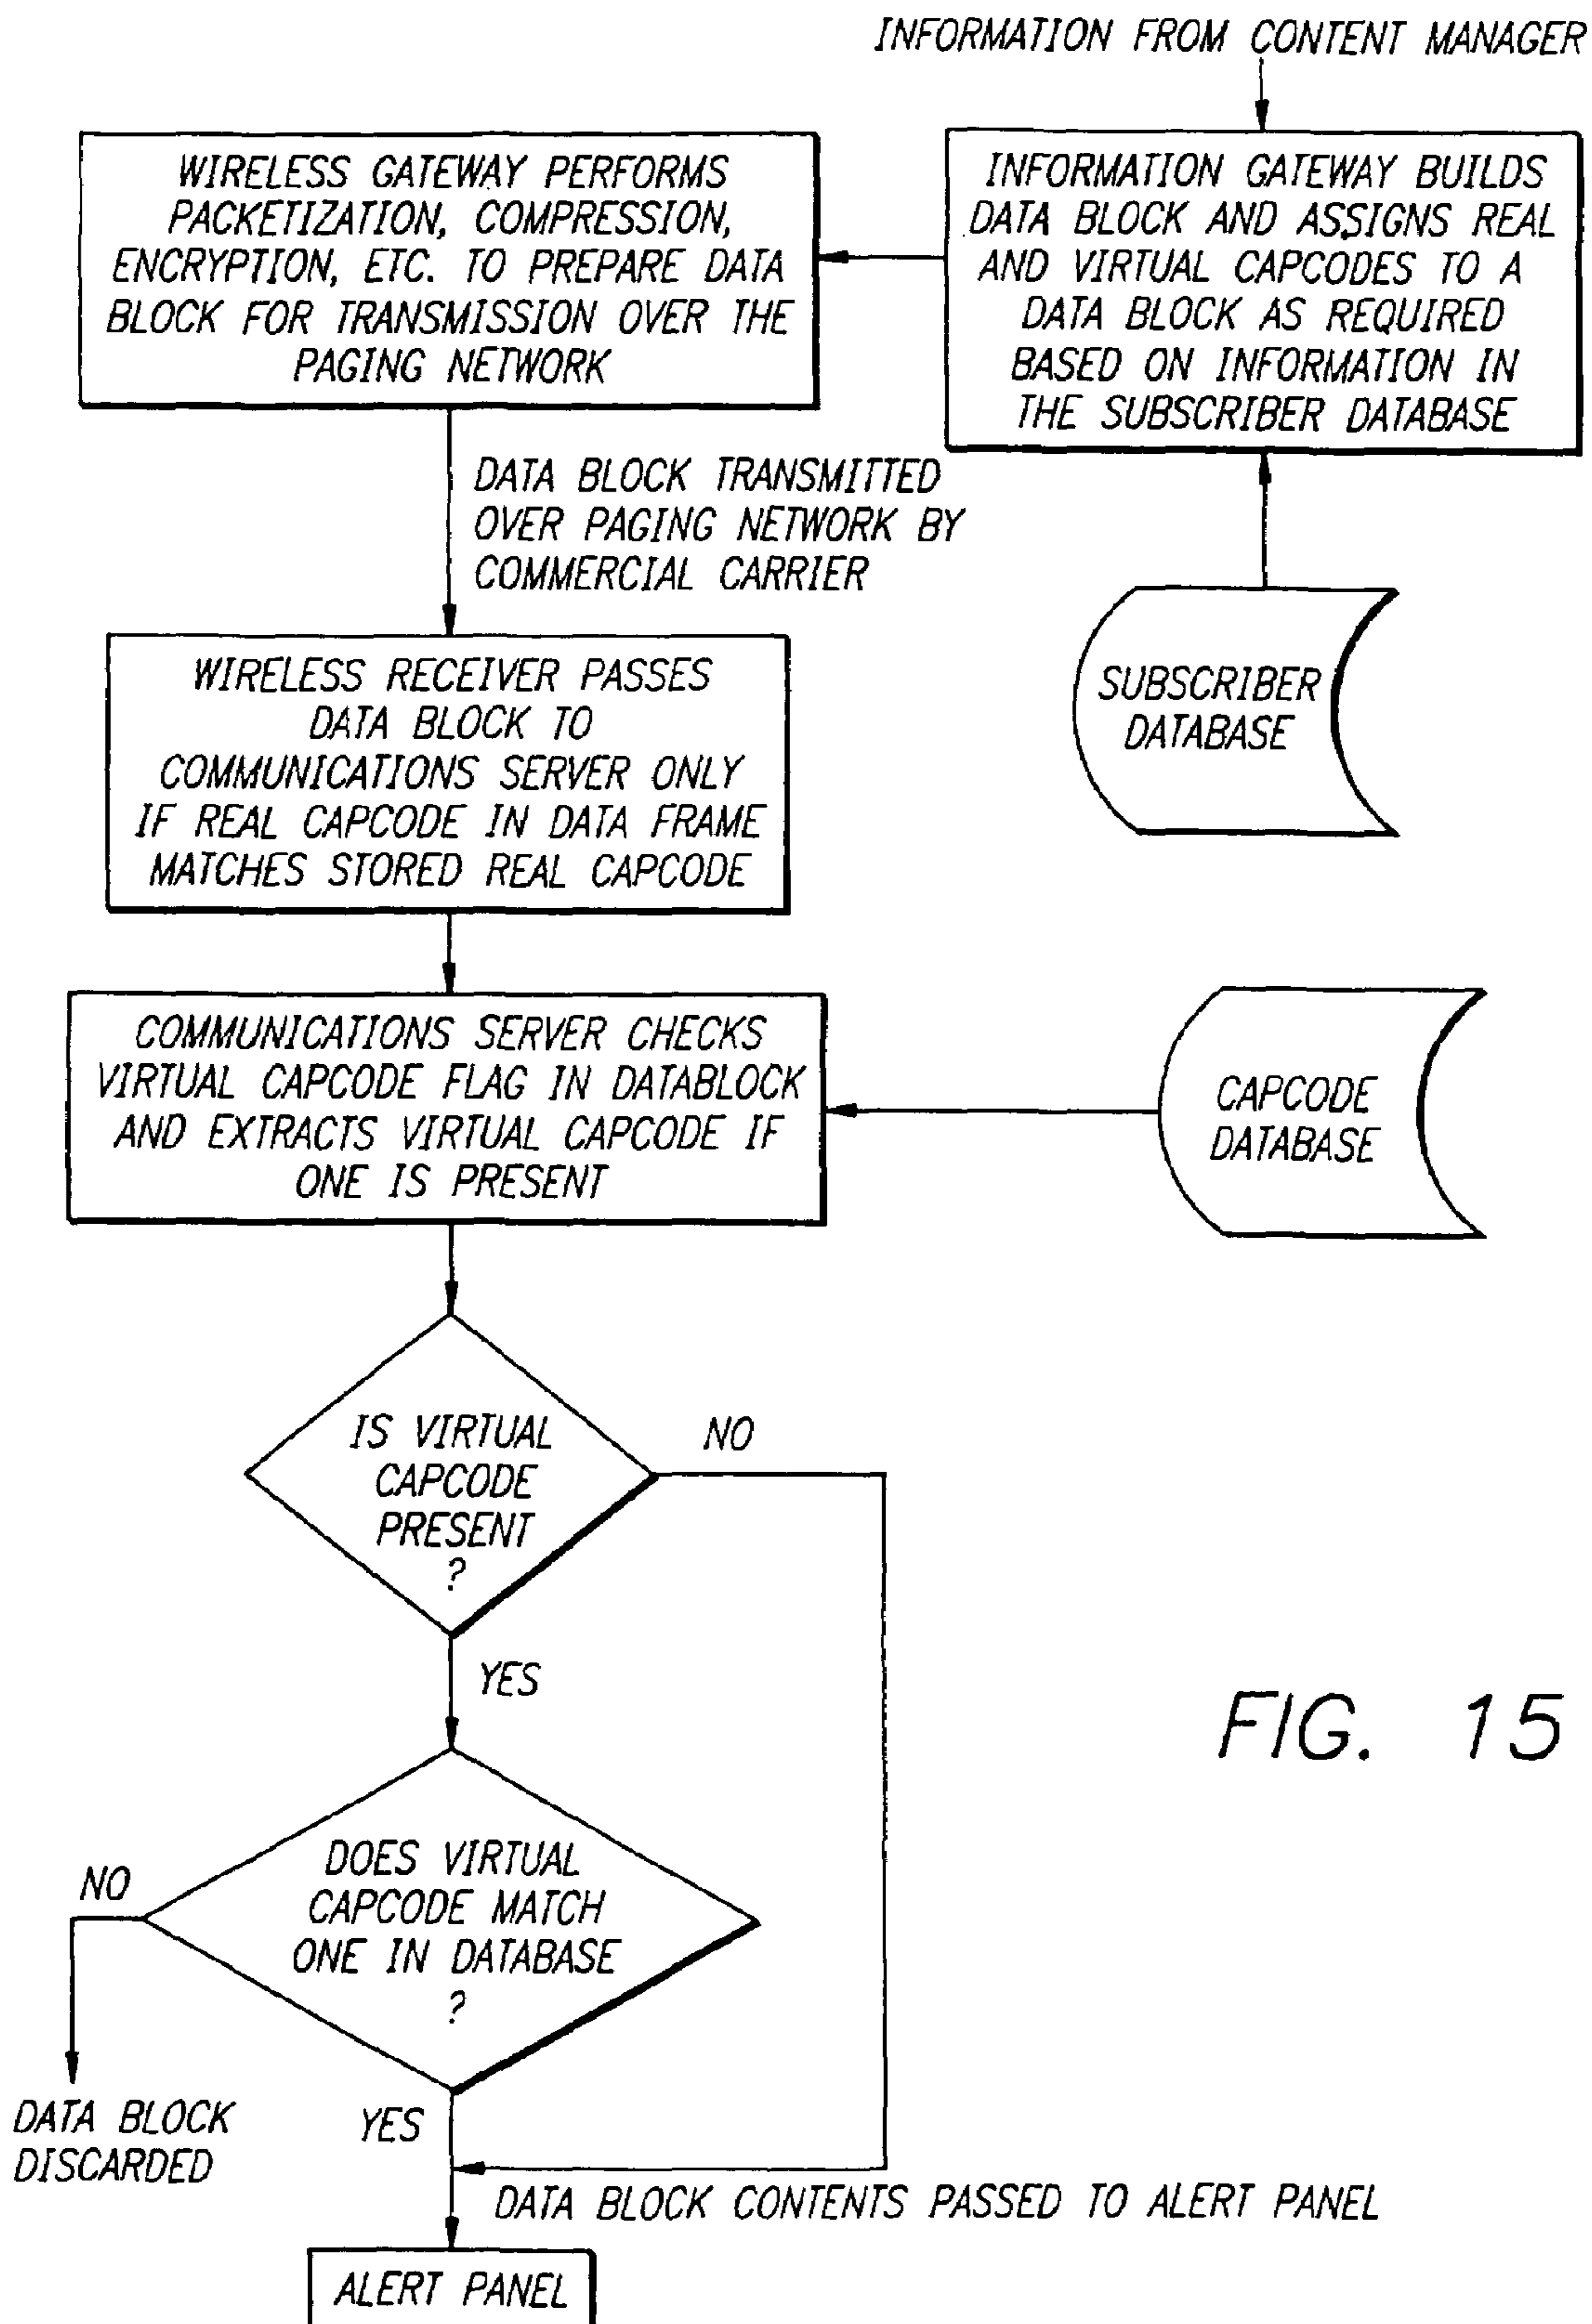 INFORMATION FROM CONTENT MANAGER
INFORMATION GATEWAY BUILDS
DATA BLOCK AND ASSIGNS REAL
AND VIRTUAL CAPCODES TO A
DATA BLOCK AS REQUIRED
BASED ON INFORMATION IN
THE SUBSCRIBER DATABASE
WIRELESS GATEWAY PERFORMS
PACKETIZATION, COMPRESSION,
ENCRYPTION, ETC. TO PREPARE DATA
BLOCK FOR TRANSMISSION OVER THE
PAGING NETWORK
DATA BLOCK TRANSMITTED
OVER PAGING NETWORK BY
COMMERCIAL CARRIER
SUBSCRIBER
DATABASE
WIRELESS RECEIVER PASSES
DATA BLOCK TO
COMMUNICATIONS SERVER ONLY
IF REAL CAPCODE IN DATA FRAME
MATCHES STORED REAL CAPCODE
COMMUNICATIONS SERVER CHECKS
VIRTUAL CAPCODE FLAG IN DATABLOCK
AND EXTRACTS VIRTUAL CAPCODE IF
ONE IS PRESENT
CAPCODE
DATABASE
IS VIRTUAL
CAPCODE
PRESENT
?
NO
YES
DOES VIRTUAL
CAPCODE MATCH
ONE IN DATABASE
?
NO
DATA BLOCK
DISCARDED
YES
DATA BLOCK CONTENTS PASSED TO ALERT PANEL
ALERT PANEL
FIG. 15